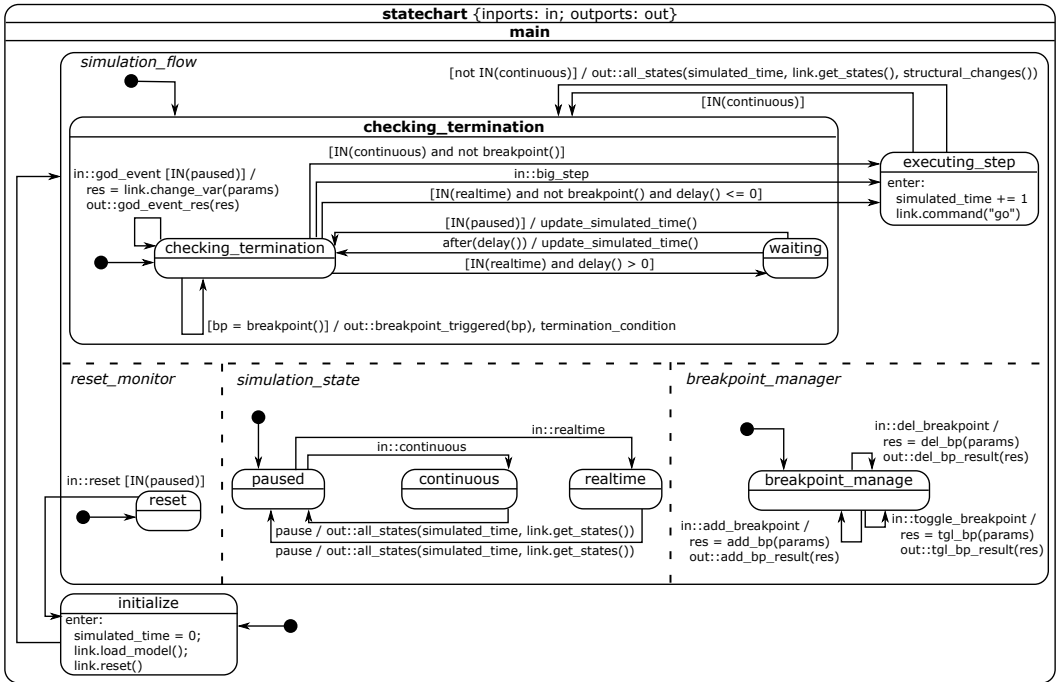 statechart {inports: in; outports: out}
main
simulation_flow
[not IN(continuous)] / out::all_states(simulated_time, link.get_states(), structural_changes())
[IN(continuous)]
checking_termination
[IN(continuous) and not breakpoint()]
executing_step
enter:
simulated_time += 1
link.command("go")
in::god_event [IN(paused)] /
res = link.change_var(params)
out::god_event_res(res)
in::big_step
[IN(realtime) and not breakpoint() and delay() <= 0]
[IN(paused)] / update_simulated_time()
checking_termination
after(delay()) / update_simulated_time()
waiting
[IN(realtime) and delay() > 0]
[bp = breakpoint()] / out::breakpoint_triggered(bp), termination_condition
reset_monitor
in::reset [IN(paused)]
reset
simulation_state
in::realtime
in::continuous
paused
continuous
realtime
pause / out::all_states(simulated_time, link.get_states())
pause / out::all_states(simulated_time, link.get_states())
breakpoint_manager
in::del_breakpoint /
res = del_bp(params)
out::del_bp_result(res)
breakpoint_manage
in::add_breakpoint /
res = add_bp(params)
out::add_bp_result(res)
in::toggle_breakpoint /
res = tgl_bp(params)
out::tgl_bp_result(res)
initialize
enter:
simulated_time = 0;
link.load_model();
link.reset()